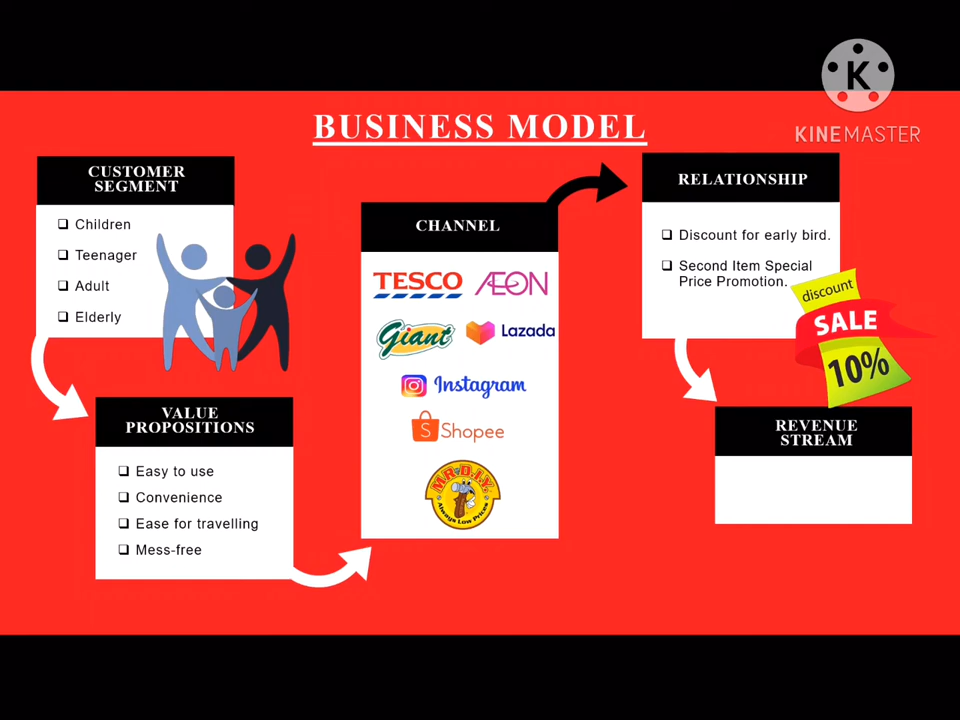 BUSINESS MODEL
K
KINEMASTER
CUSTOMER
SEGMENT
Children
Teenager
Adult
Elderly
VALUE
PROPOSITIONS
Easy to use
Convenience
Ease for travelling
Mess-free
CHANNEL
TESCO
ÆON
Giant
Lazada
Instagram
S Shopee
MR.D.I.Y.
Always Low Prices
RELATIONSHIP
Discount for early bird.
Second Item Special
Price Promotion.
discount
SALE
10%
REVENUE
STREAM